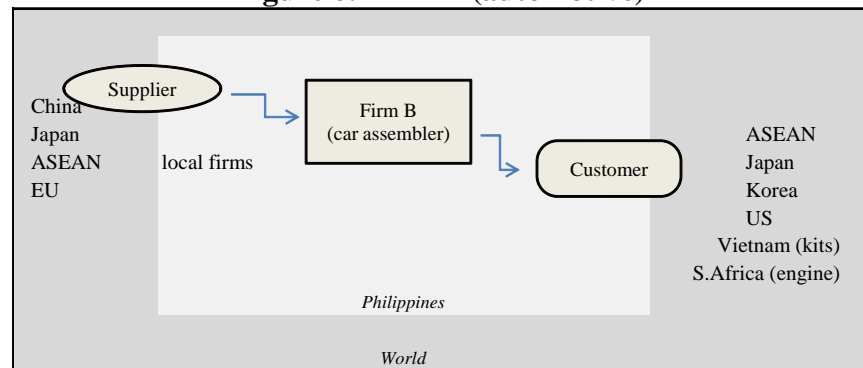 Supplier
China
Japan
ASEAN
EU
local firms
Firm B
(car assembler)
Customer
ASEAN
Japan
Korea
US
Vietnam (kits)
S.Africa (engine)
Philippines
World